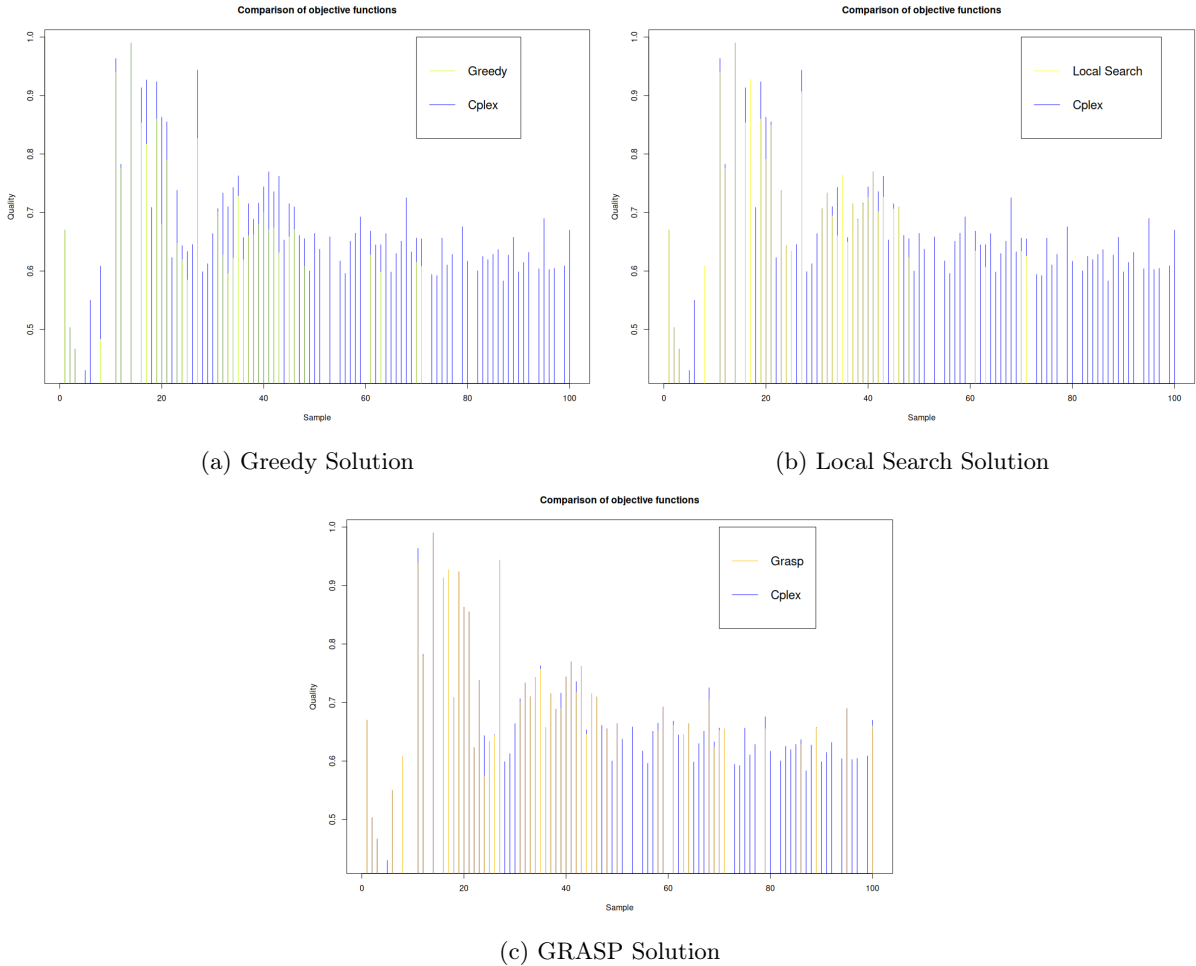 Comparison of objective functions
1.0
0.9
0.8
0.7
0.6
0.5
Quality
Greedy
Cplex
0 20 40 60 80 100
Sample
(a) Greedy Solution
Comparison of objective functions
1.0
0.9
0.8
0.7
0.6
0.5
Quality
Local Search
Cplex
0 20 40 60 80 100
Sample
(b) Local Search Solution
Comparison of objective functions
1.0
0.9
0.8
0.7
0.6
0.5
Quality
Grasp
Cplex
0 20 40 60 80 100
Sample
(c) GRASP Solution